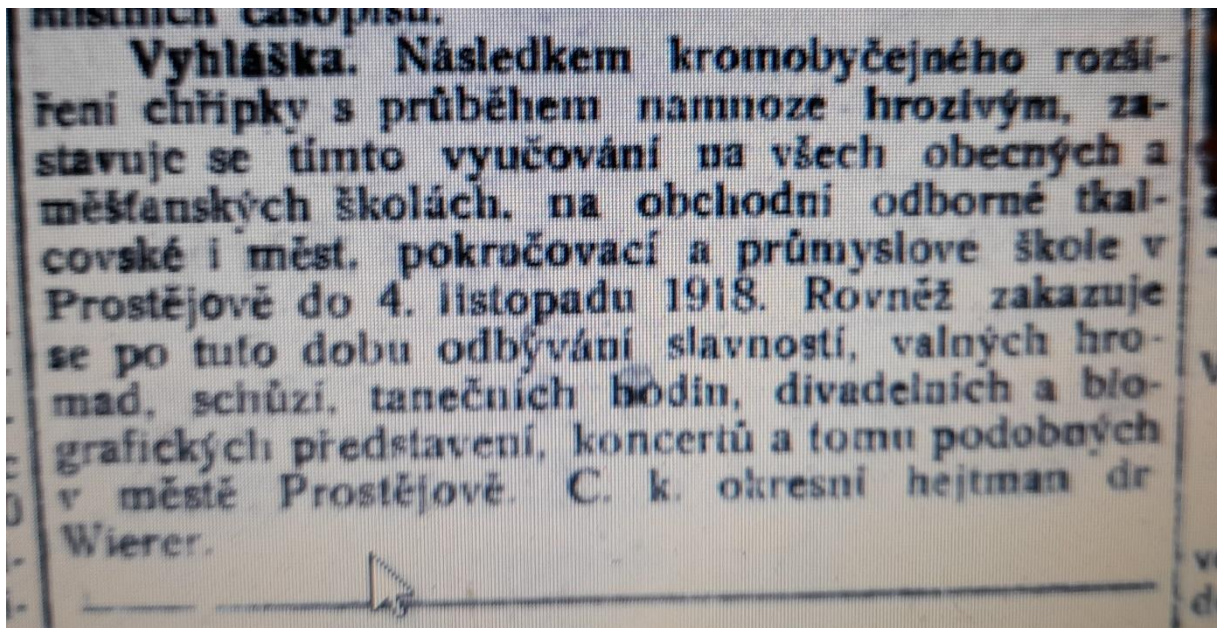 místních časopisů.
Vyhláška. Následkem kromobyčejného rozší-
ření chřipky s průběhem namnoze hrozivým, za-
stavuje se tímto vyučování na všech obecných a
měšťanských školách. na obchodní odborné tkal-
covské i měst. pokračovací a průmyslové škole v
Prostějově do 4. listopadu 1918. Rovněž zakazuje
se po tuto dobu odbývání slavností, valných hro-
mad, schůzí, tanečních hodin, divadelních a bio-
grafických představení, koncertů a tomu podobných
v městě Prostějově. C. k. okresní hejtman dr
Wierer.